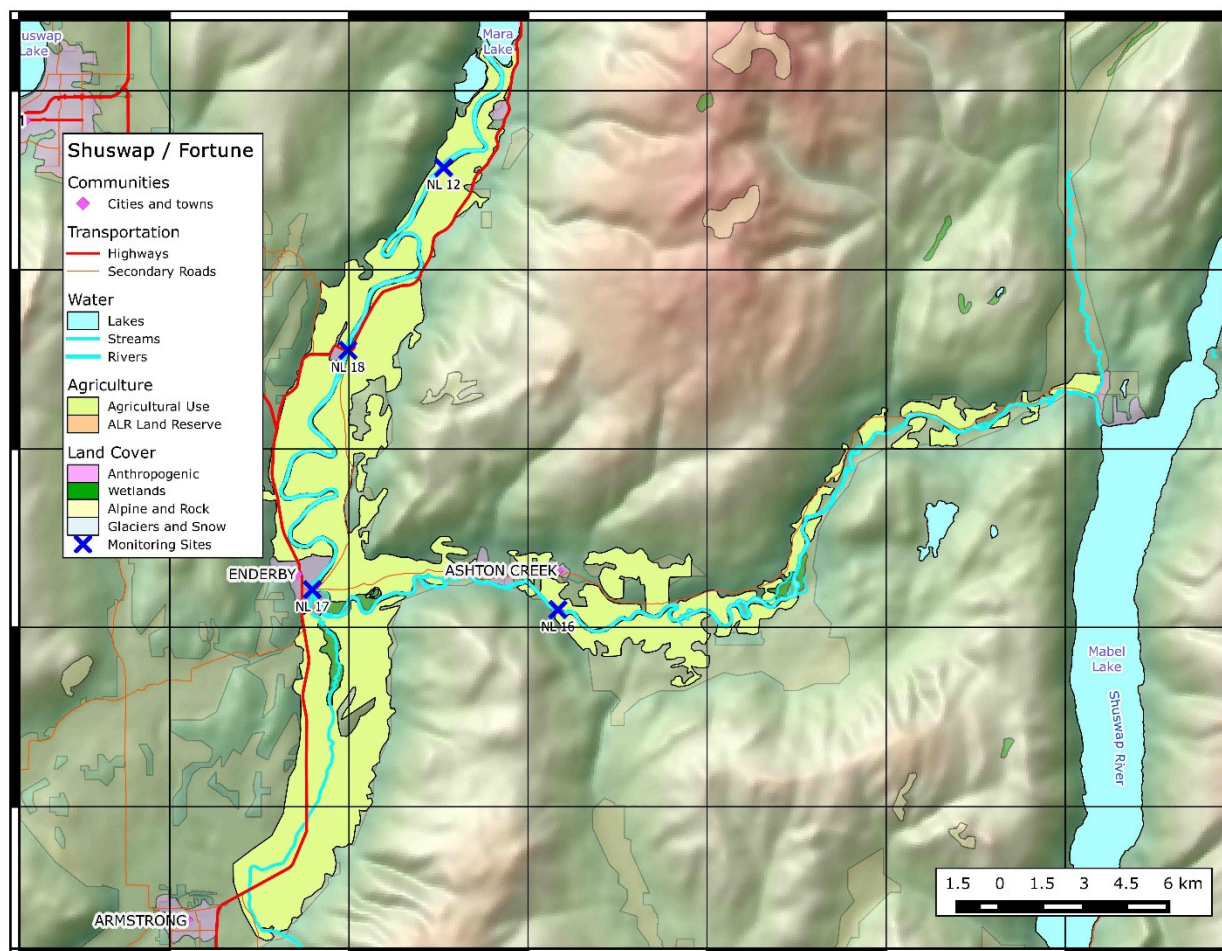 uswap
Lake
Mara
Lake
Shuswap / Fortune
Communities
Cities and towns
Transportation
Highways
Secondary Roads
Water
Lakes
Streams
Rivers
Agriculture
Agricultural Use
ALR Land Reserve
Land Cover
Anthropogenic
Wetlands
Alpine and Rock
Glaciers and Snow
Monitoring Sites
NL 12
NL 18
ENDERBY
ASHTON CREEK
NL 17
NL 16
Mabel
Lake
Shuswap River
ARMSTRONG
1.5 0 1.5 3 4.5 6 km